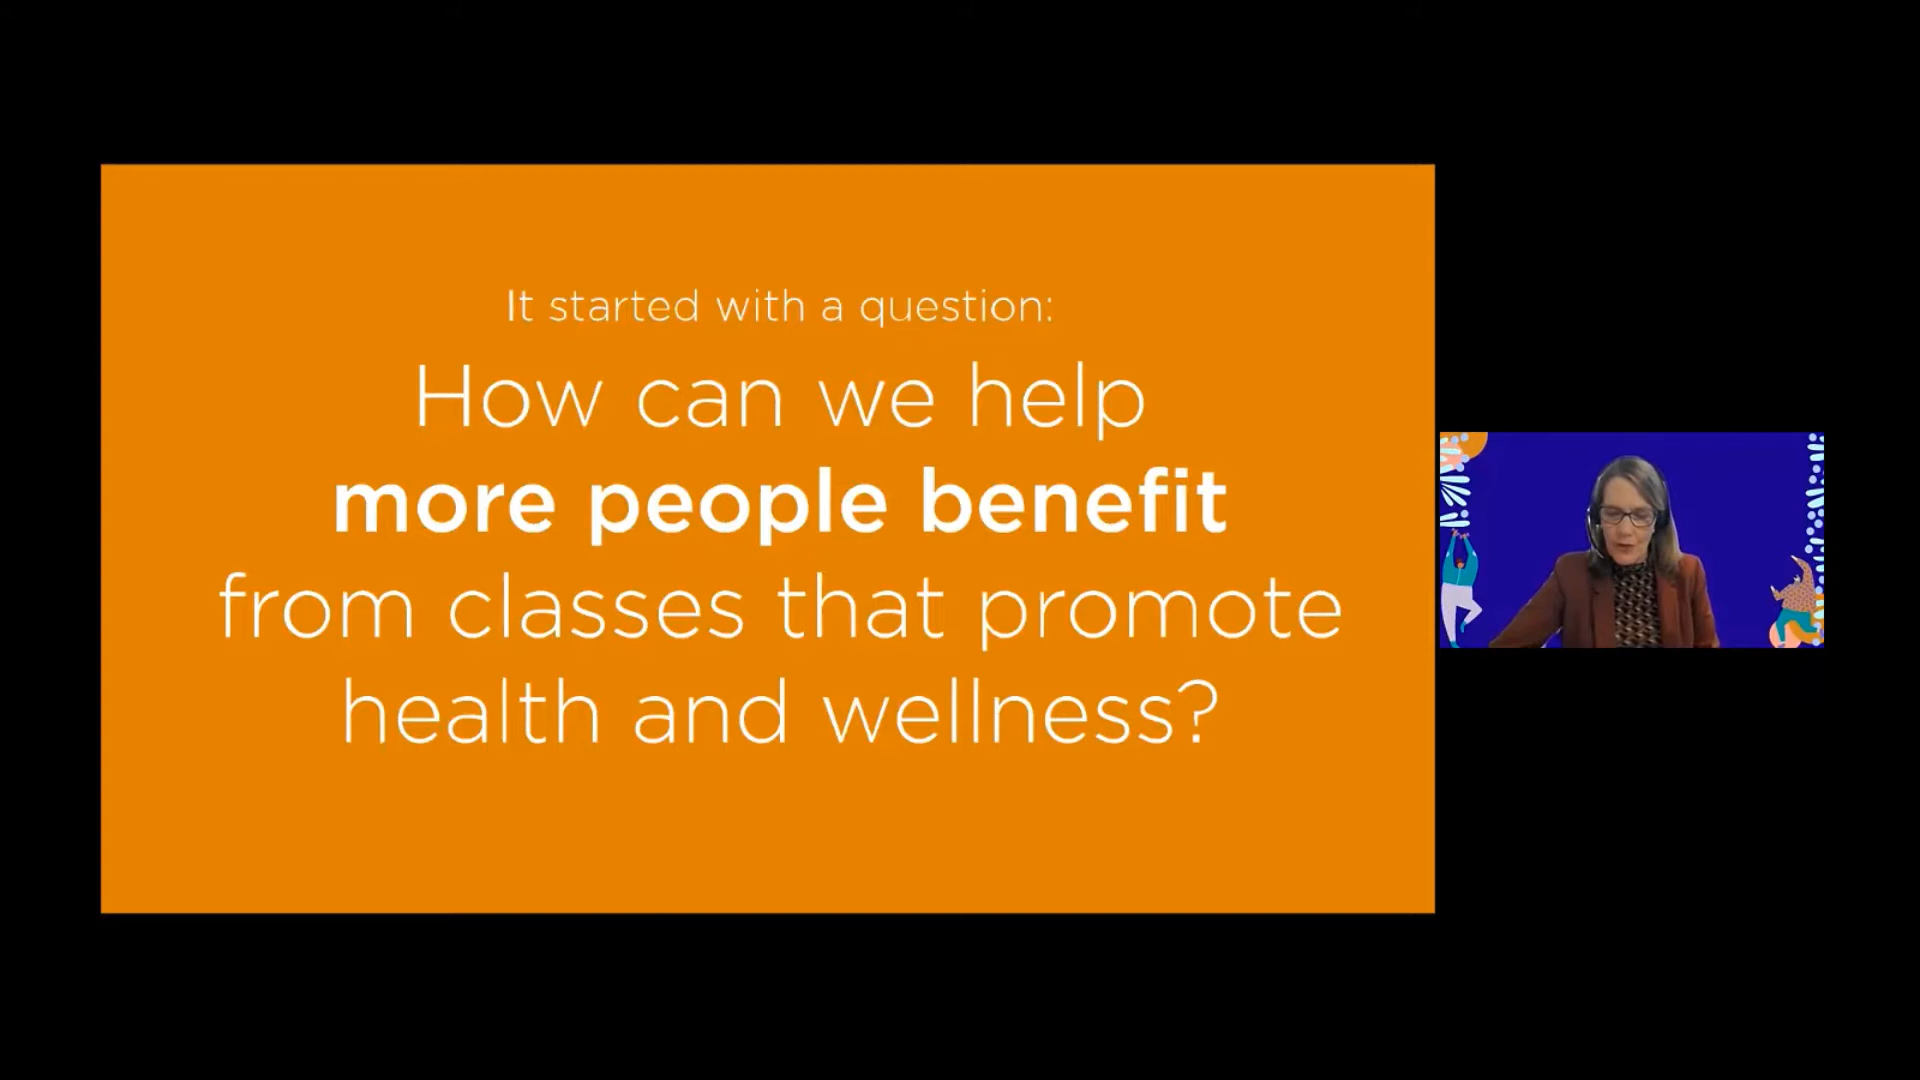 It started with a question:
How can we help
more people benefit
from classes that promote
health and wellness?